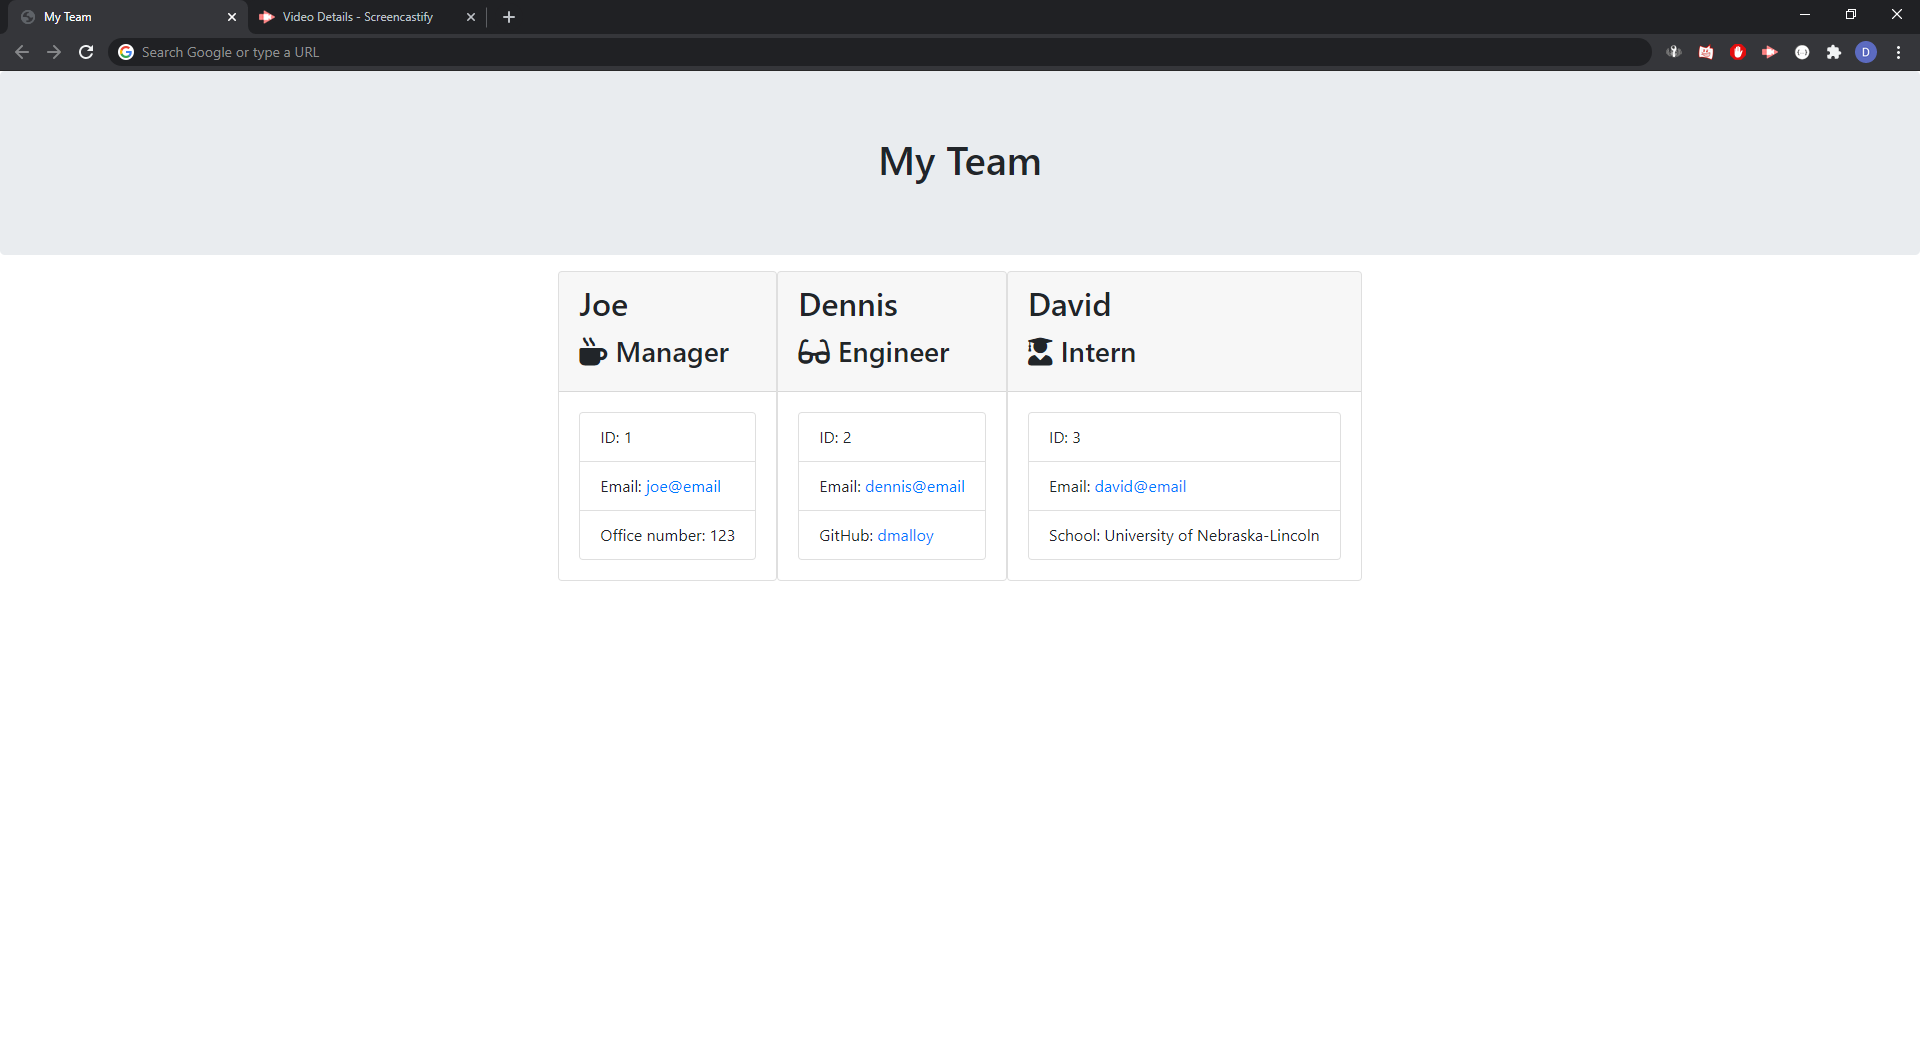 My Team
Video Details - Screencastify
Search Google or type a URL
D
My Team
Joe
Manager
ID: 1
Email: joe@email
Office number: 123
Dennis
Engineer
ID: 2
Email: dennis@email
GitHub: dmalloy
David
Intern
ID: 3
Email: david@email
School: University of Nebraska-Lincoln